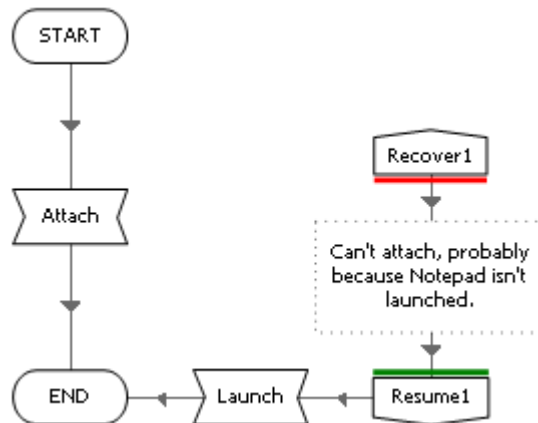 START
Recover1
Attach
Can't attach, probably
because Notepad isn't
launched.
END
Launch
Resume1